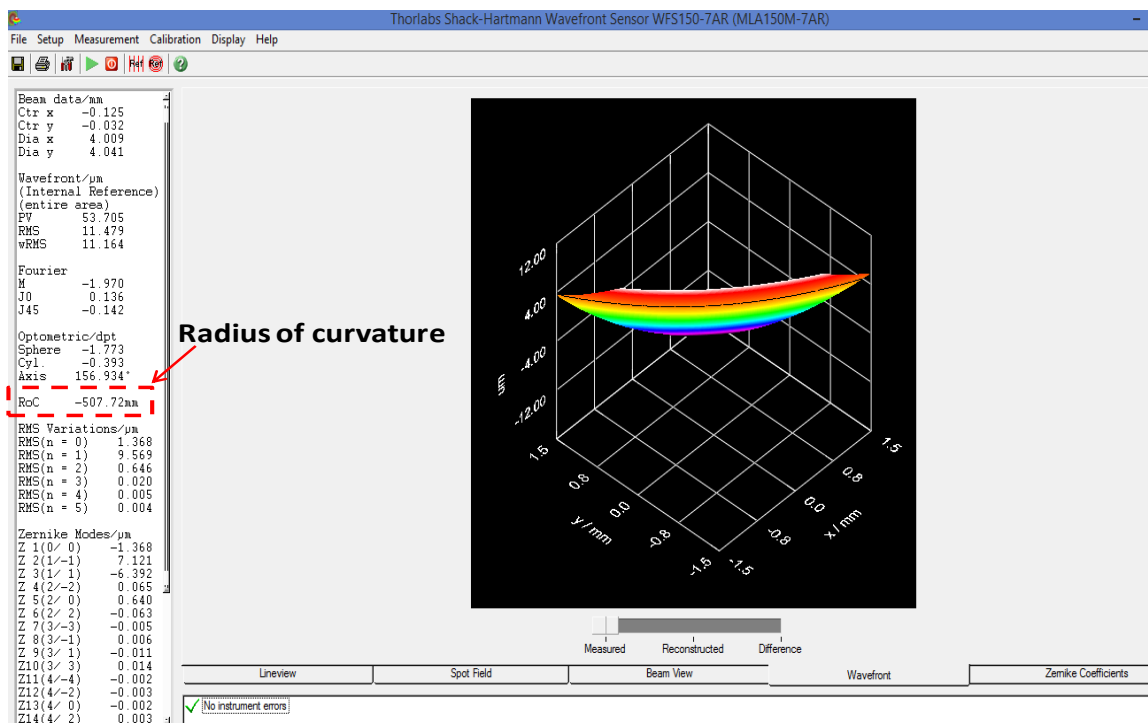 Thorlabs Shack-Hartmann Wavefront Sensor WFS150-7AR (MLA150M-7AR)
File Setup Measurement Calibration Display Help
Ref Ref
Beam data/mm
Ctr x -0.125
Ctr y -0.032
Dia x 4.009
Dia y 4.041
Wavefront/µm
(Internal Reference)
(entire area)
PV 53.705
RMS 11.479
wRMS 11.164
Fourier
M -1.970
J0 0.136
J45 -0.142
Optometric/dpt
Sphere -1.773
Cyl. -0.393
Axis 156.934°
RoC -507.72mm
RMS Variations/µm
RMS(n = 0) 1.368
RMS(n = 1) 9.569
RMS(n = 2) 0.646
RMS(n = 3) 0.020
RMS(n = 4) 0.005
RMS(n = 5) 0.004
Zernike Modes/µm
Z 1(0/ 0) -1.368
Z 2(1/-1) 7.121
Z 3(1/ 1) -6.392
Z 4(2/-2) 0.065
Z 5(2/ 0) 0.640
Z 6(2/ 2) -0.063
Z 7(3/-3) -0.005
Z 8(3/-1) 0.006
Z 9(3/ 1) -0.011
Z10(3/ 3) 0.014
Z11(4/-4) -0.002
Z12(4/-2) -0.003
Z13(4/ 0) -0.002
Z14(4/ 2) 0.003
Radius of curvature
12.00
4.00
-4.00
-12.00
µm
1.5
0.8
0.0
-0.8
-1.5
y/mm
-1.5
-0.8
0.0
0.8
1.5
x/mm
Measured Reconstructed Difference
Lineview Spot Field Beam View Wavefront Zernike Coefficients
No instrument errors